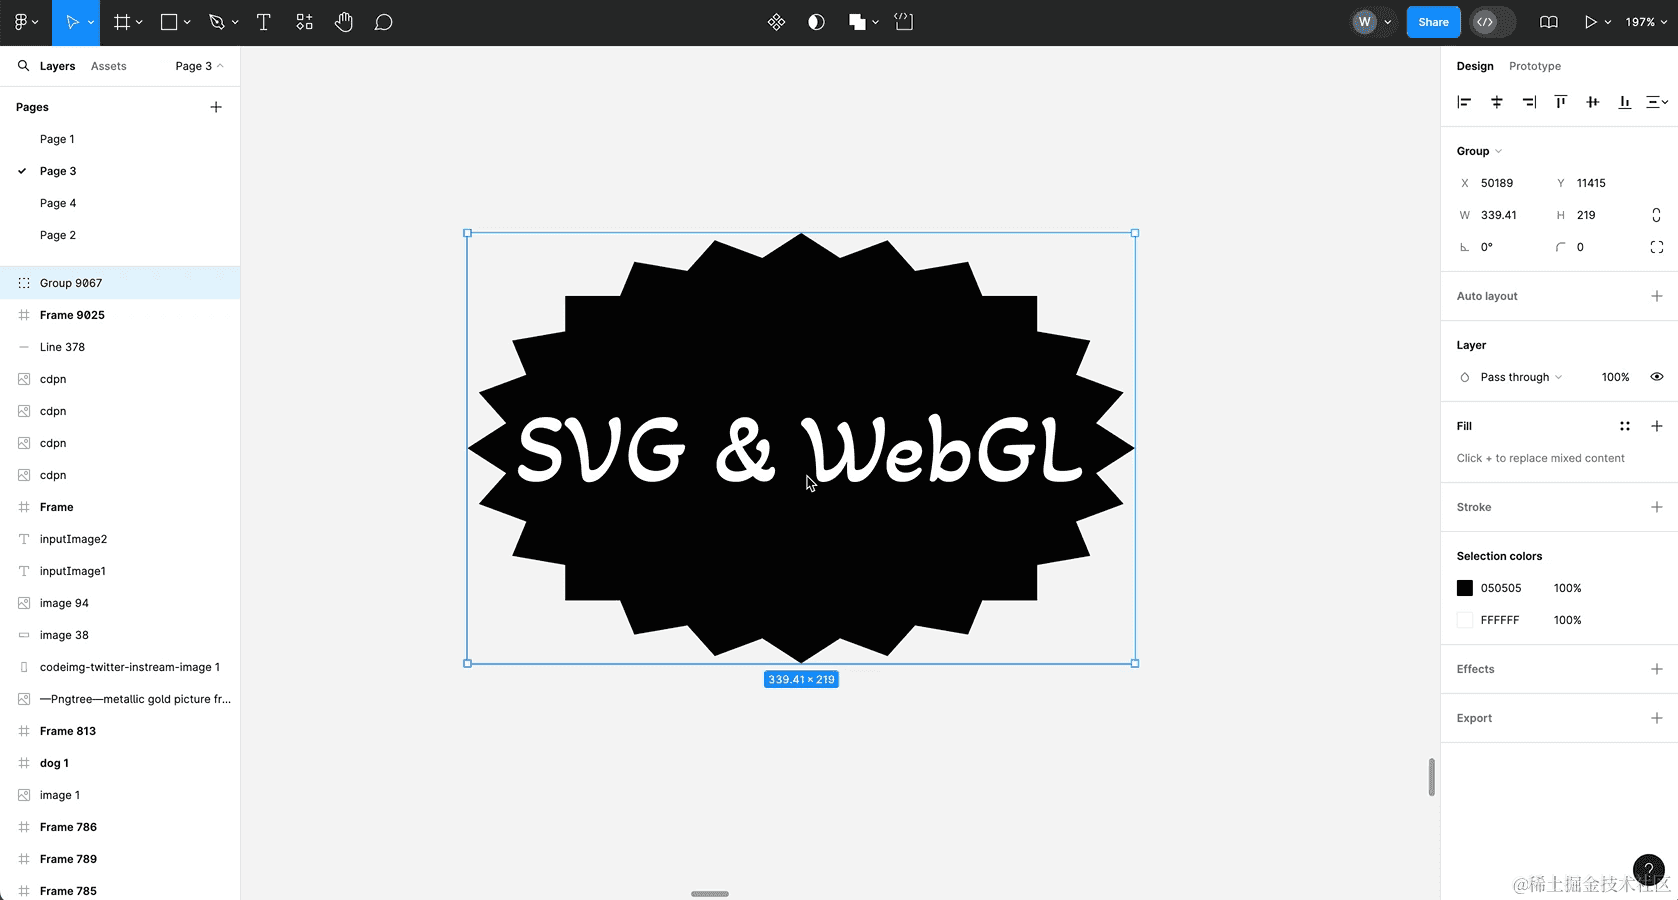 W
Share
197%
Layers
Assets
Page 3
Pages
Page 1
Page 3
Page 4
Page 2
Group 9067
Frame 9025
Line 378
cdpn
cdpn
cdpn
cdpn
Frame
inputImage2
inputImage1
image 94
image 38
codeimg-twitter-instream-image 1
—Pngtree—metallic gold picture fr...
Frame 813
dog 1
image 1
Frame 786
Frame 789
Frame 785
SVG & WebGL
339.41 × 219
Design
Prototype
Group
X 50189 Y 11415
W 339.41 H 219
0° 0
Auto layout
Layer
Pass through 100%
Fill
Click + to replace mixed content
Stroke
Selection colors
050505 100%
FFFFFF 100%
Effects
Export
?
@稀土掘金技术社区